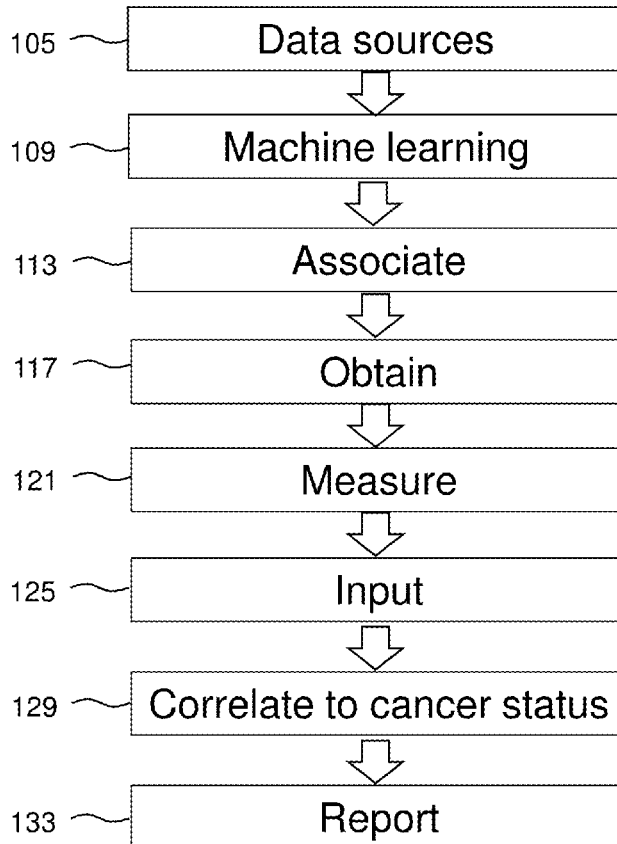 105 Data sources
109 Machine learning
113 Associate
117 Obtain
121 Measure
125 Input
129 Correlate to cancer status
133 Report